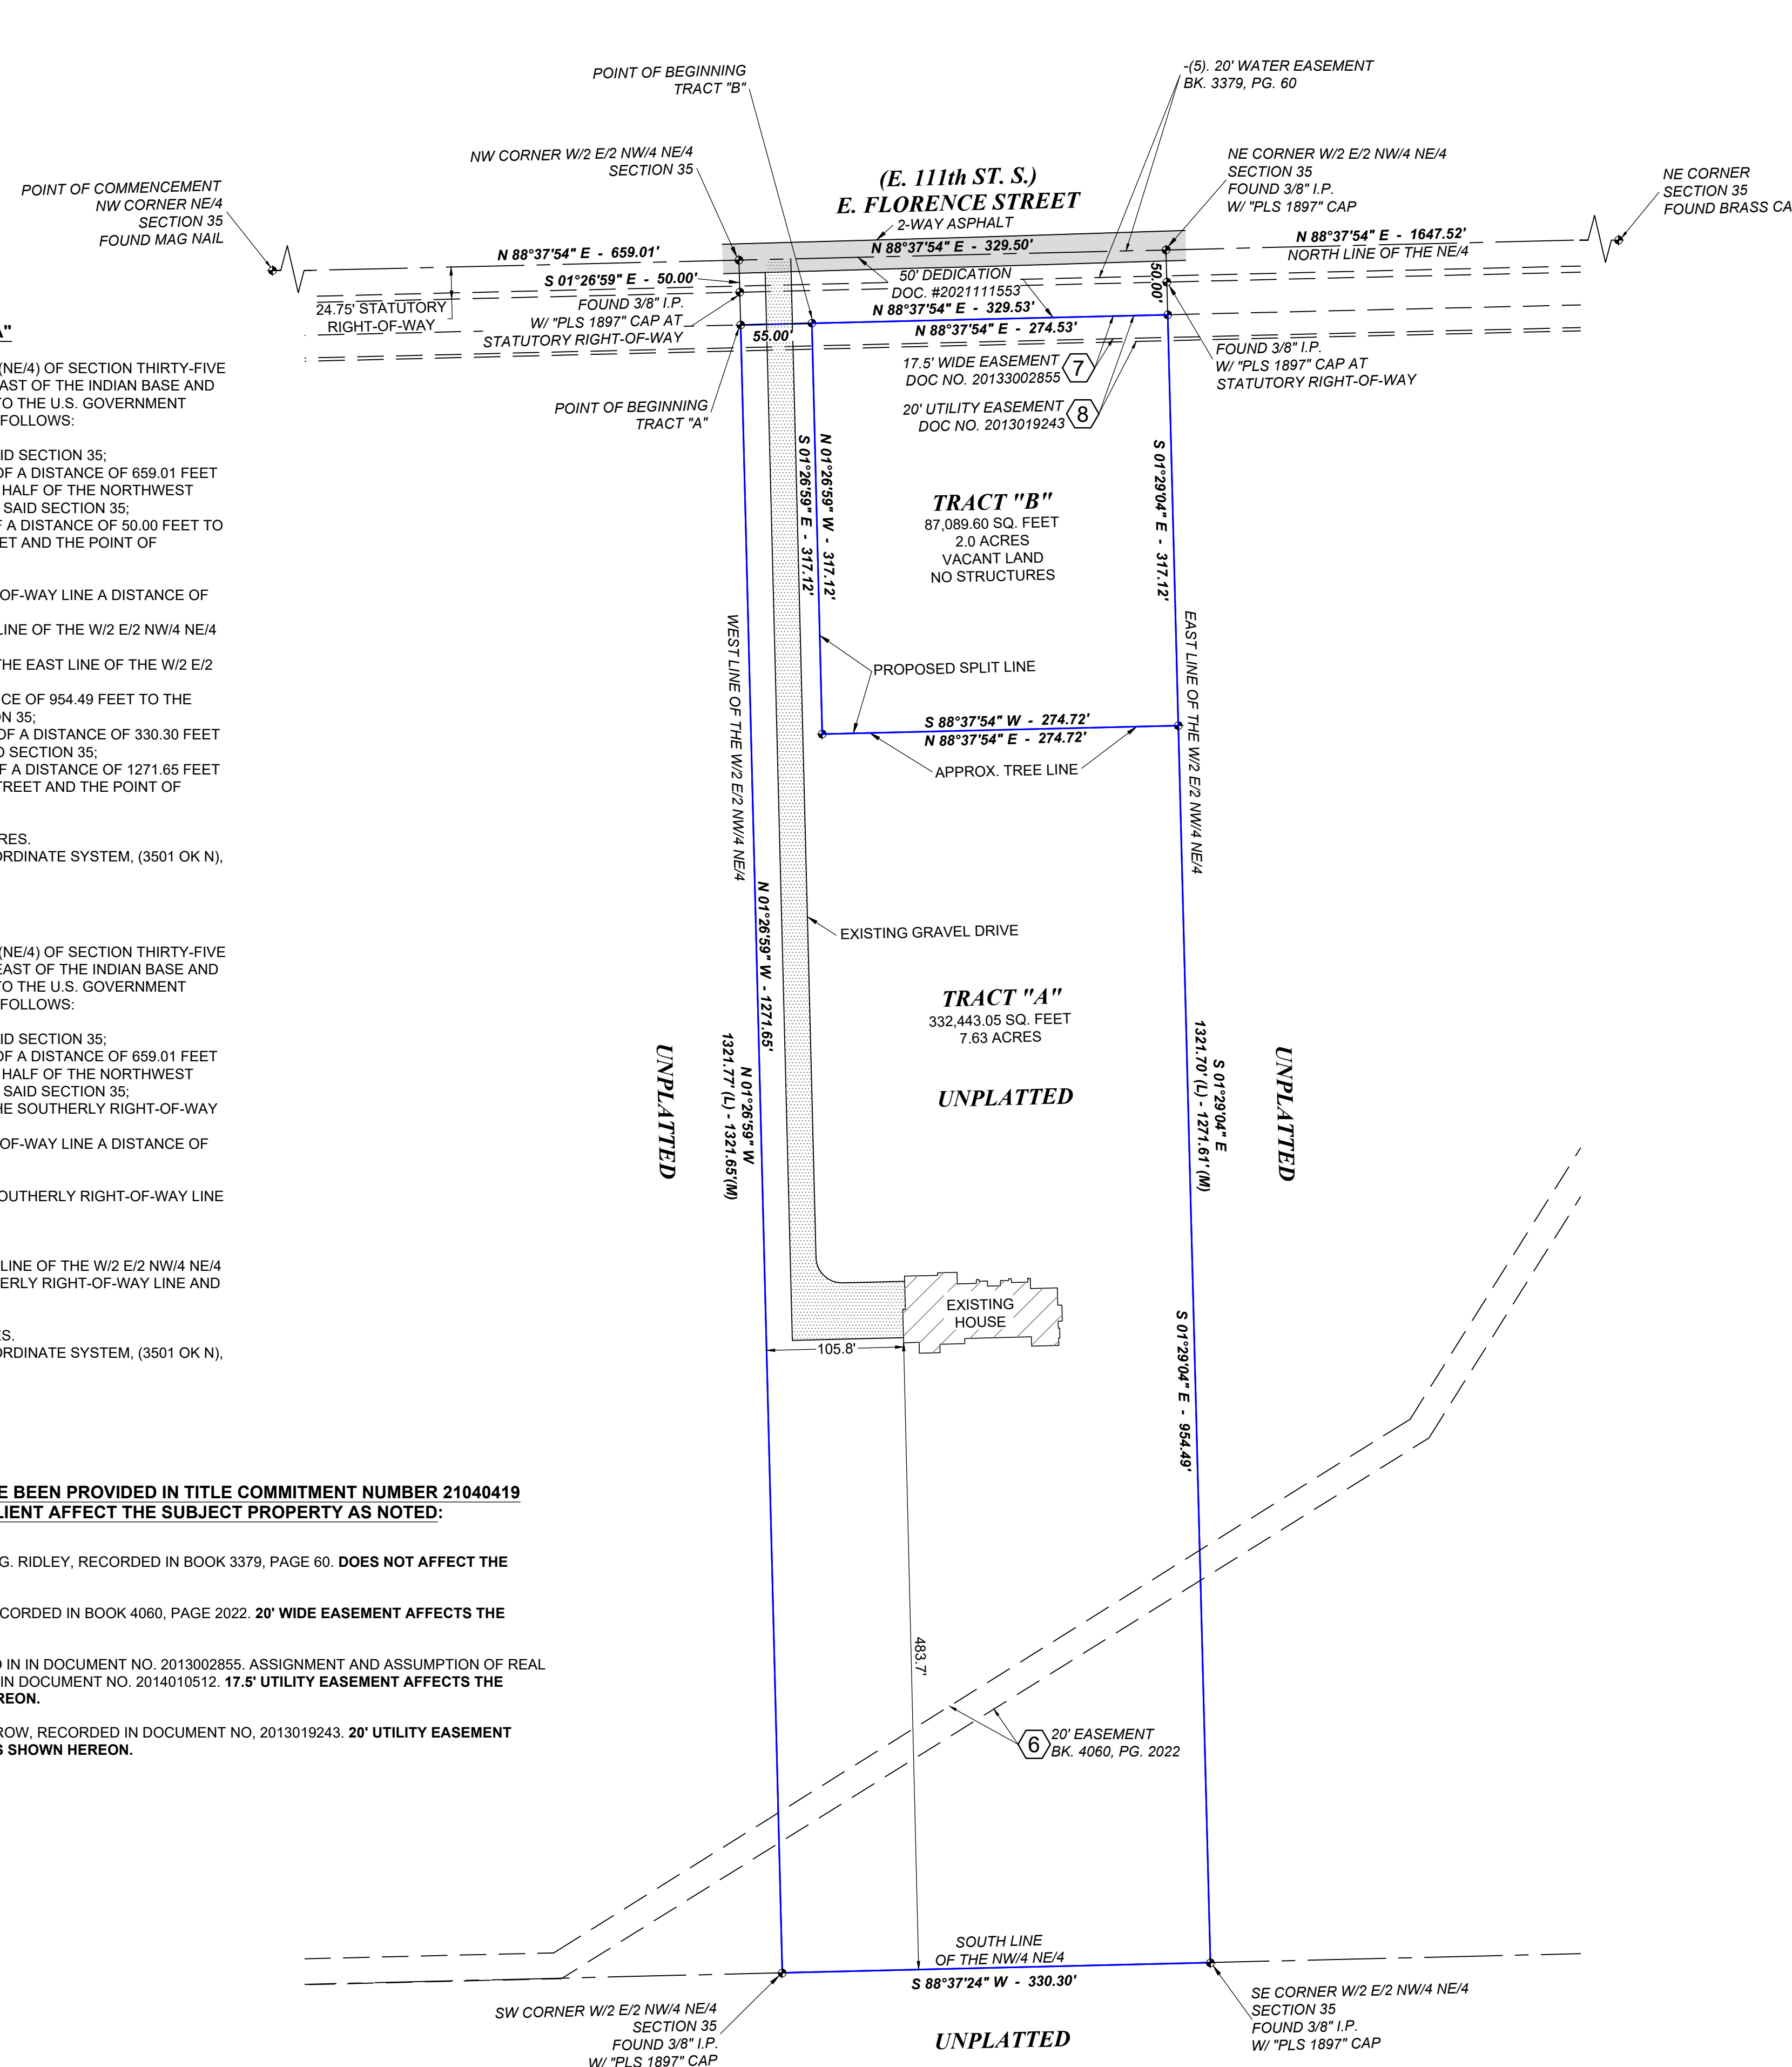 POINT OF BEGINNING
TRACT "B"
-(5). 20' WATER EASEMENT
BK. 3379, PG. 60
NW CORNER W/2 E/2 NW/4 NE/4
SECTION 35
(E. 111th ST. S.)
E. FLORENCE STREET
2-WAY ASPHALT
NE CORNER W/2 E/2 NW/4 NE/4
SECTION 35
FOUND 3/8" I.P.
W/ "PLS 1897" CAP
NE CORNER
SECTION 35
FOUND BRASS CA
POINT OF COMMENCEMENT
NW CORNER NE/4
SECTION 35
FOUND MAG NAIL
N 88°37'54" E - 659.01'
N 88°37'54" E - 329.50'
N 88°37'54" E - 1647.52'
NORTH LINE OF THE NE/4
S 01°26'59" E - 50.00'
50' DEDICATION
DOC. #2021111553
50.00'
24.75' STATUTORY
RIGHT-OF-WAY
FOUND 3/8" I.P.
W/ "PLS 1897" CAP AT
STATUTORY RIGHT-OF-WAY
N 88°37'54" E - 329.53'
N 88°37'54" E - 274.53'
55.00'
17.5' WIDE EASEMENT
DOC NO. 20133002855
7
20' UTILITY EASEMENT
DOC NO. 2013019243
8
FOUND 3/8" I.P.
W/ "PLS 1897" CAP AT
STATUTORY RIGHT-OF-WAY
POINT OF BEGINNING
TRACT "A"
S 01°26'59" E - 317.12'
N 01°26'59" W - 317.12'
S 01°29'04" E - 317.12'
TRACT "B"
87,089.60 SQ. FEET
2.0 ACRES
VACANT LAND
NO STRUCTURES
WEST LINE OF THE W/2 E/2 NW/4 NE/4
EAST LINE OF THE W/2 E/2 NW/4 NE/4
PROPOSED SPLIT LINE
S 88°37'54" W - 274.72'
N 88°37'54" E - 274.72'
APPROX. TREE LINE
N 01°26'59" W - 1271.65'
EXISTING GRAVEL DRIVE
TRACT "A"
332,443.05 SQ. FEET
7.63 ACRES
UNPLATTED
UNPLATTED
N 01°26'59" W
1321.77' (L) - 1321.65'(M)
S 01°29'04" E
1321.70' (L) - 1271.61' (M)
UNPLATTED
EXISTING
HOUSE
105.8'
S 01°29'04" E - 954.49'
483.7'
6
20' EASEMENT
BK. 4060, PG. 2022
SOUTH LINE
OF THE NW/4 NE/4
S 88°37'24" W - 330.30'
SW CORNER W/2 E/2 NW/4 NE/4
SECTION 35
FOUND 3/8" I.P.
W/ "PLS 1897" CAP
UNPLATTED
SE CORNER W/2 E/2 NW/4 NE/4
SECTION 35
FOUND 3/8" I.P.
W/ "PLS 1897" CAP
A"
(NE/4) OF SECTION THIRTY-FIVE
EAST OF THE INDIAN BASE AND
TO THE U.S. GOVERNMENT
FOLLOWS:
ID SECTION 35;
OF A DISTANCE OF 659.01 FEET
HALF OF THE NORTHWEST
SAID SECTION 35;
F A DISTANCE OF 50.00 FEET TO
ET AND THE POINT OF
OF-WAY LINE A DISTANCE OF
LINE OF THE W/2 E/2 NW/4 NE/4
THE EAST LINE OF THE W/2 E/2
CE OF 954.49 FEET TO THE
N 35;
OF A DISTANCE OF 330.30 FEET
D SECTION 35;
F A DISTANCE OF 1271.65 FEET
TREET AND THE POINT OF
RES.
ORDINATE SYSTEM, (3501 OK N),
(NE/4) OF SECTION THIRTY-FIVE
EAST OF THE INDIAN BASE AND
TO THE U.S. GOVERNMENT
FOLLOWS:
ID SECTION 35;
OF A DISTANCE OF 659.01 FEET
HALF OF THE NORTHWEST
SAID SECTION 35;
HE SOUTHERLY RIGHT-OF-WAY
OF-WAY LINE A DISTANCE OF
OUTHERLY RIGHT-OF-WAY LINE
LINE OF THE W/2 E/2 NW/4 NE/4
ERLY RIGHT-OF-WAY LINE AND
ES.
ORDINATE SYSTEM, (3501 OK N),
E BEEN PROVIDED IN TITLE COMMITMENT NUMBER 21040419
LIENT AFFECT THE SUBJECT PROPERTY AS NOTED:
G. RIDLEY, RECORDED IN BOOK 3379, PAGE 60. DOES NOT AFFECT THE
CORDED IN BOOK 4060, PAGE 2022. 20' WIDE EASEMENT AFFECTS THE
D IN IN DOCUMENT NO. 2013002855. ASSIGNMENT AND ASSUMPTION OF REAL
IN DOCUMENT NO. 2014010512. 17.5' UTILITY EASEMENT AFFECTS THE
EREON.
ROW, RECORDED IN DOCUMENT NO, 2013019243. 20' UTILITY EASEMENT
S SHOWN HEREON.